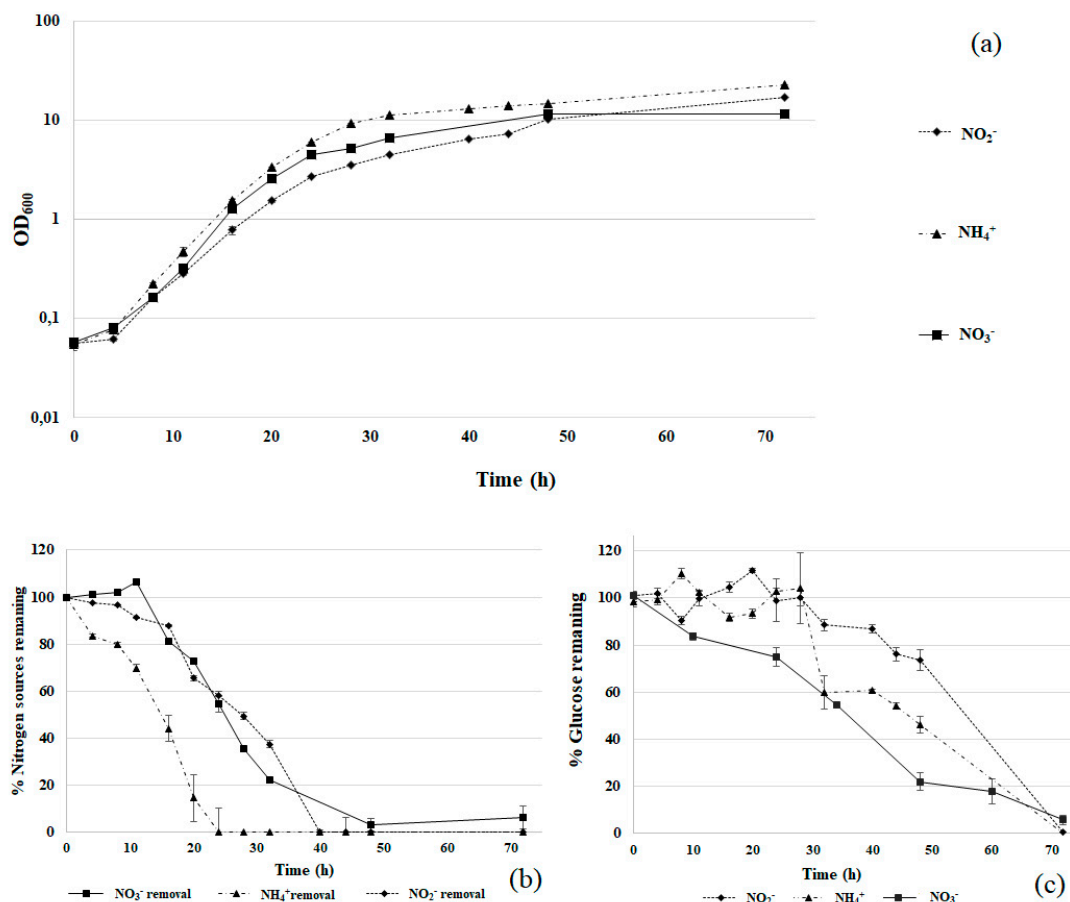 100
(a)
10
1
0,1
0,01
OD600
0 10 20 30 40 50 60 70
Time (h)
NO2-
NH4+
NO3-
120
100
80
60
40
20
0
% Nitrogen sources remaning
0 10 20 30 40 50 60 70
Time (h)
(b)
NO3- removal NH4+removal NO2- removal
120
100
80
60
40
20
0
% Glucose remaning
0 10 20 30 40 50 60 70
Time (h)
(c)
NO2- NH4+ NO3-